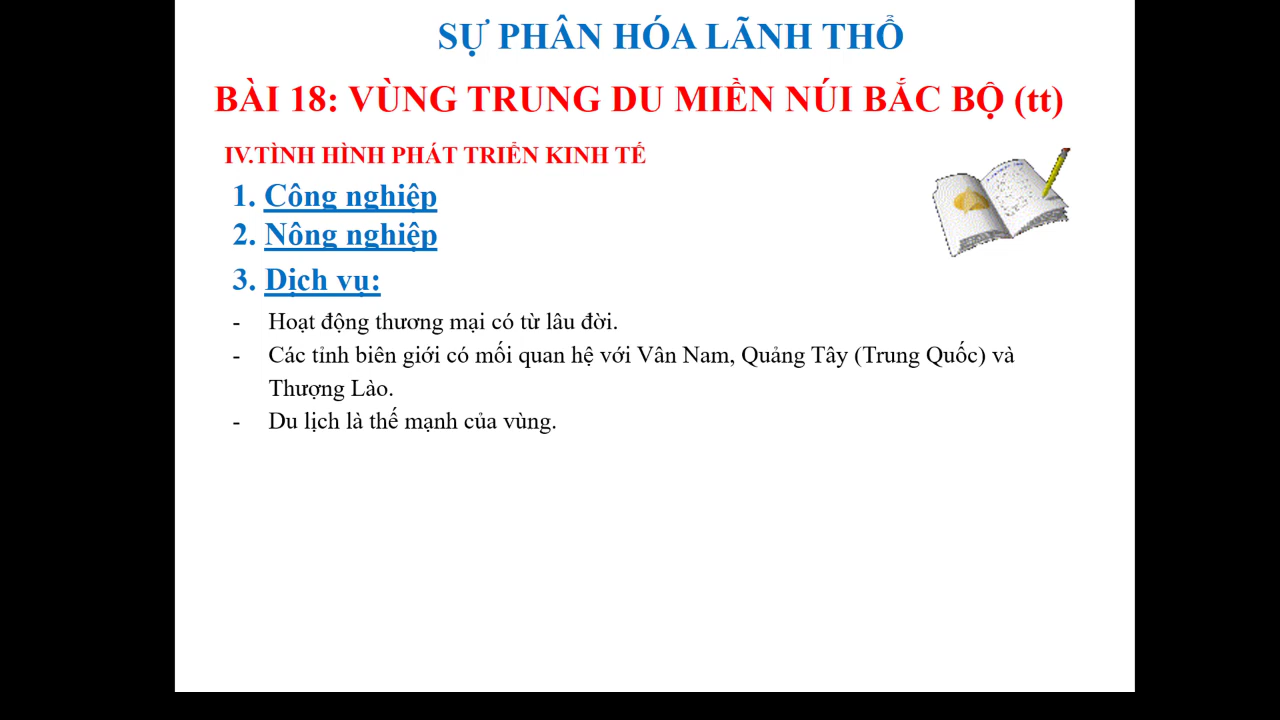 SỰ PHÂN HÓA LÃNH THỔ
BÀI 18: VÙNG TRUNG DU MIỀN NÚI BẮC BỘ (tt)
IV.TÌNH HÌNH PHÁT TRIỂN KINH TẾ
1. Công nghiệp
2. Nông nghiệp
3. Dịch vụ:
- Hoạt động thương mại có từ lâu đời.
- Các tỉnh biên giới có mối quan hệ với Vân Nam, Quảng Tây (Trung Quốc) và
Thượng Lào.
- Du lịch là thế mạnh của vùng.